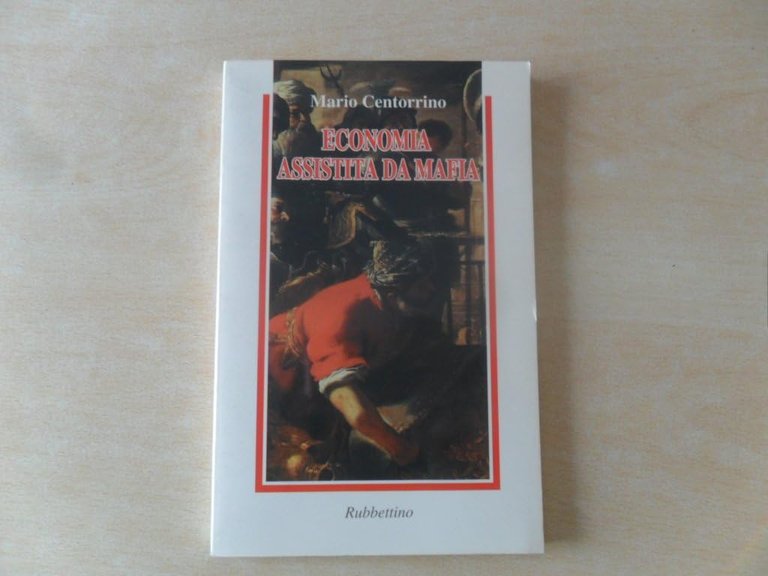 Mario Centorrino
ECONOMIA
ASSISTITA DA MAFIA
Rubbettino